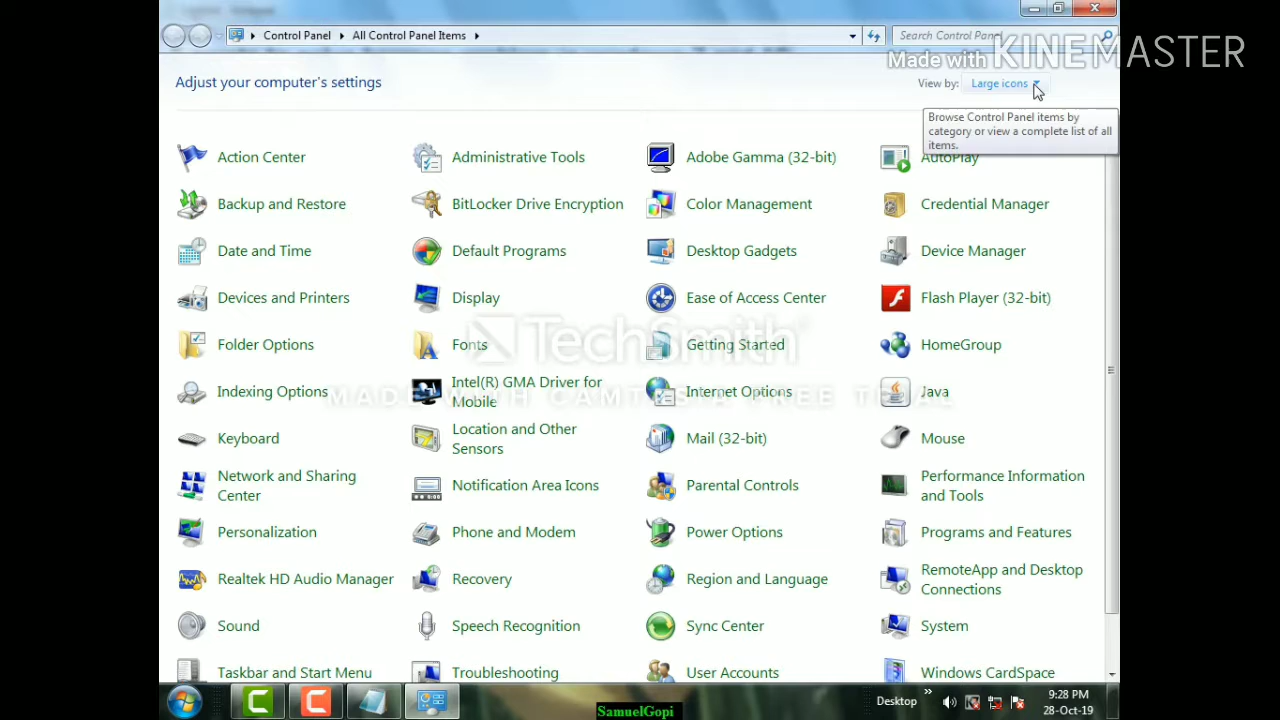 Control Panel All Control Panel Items
Search Control Panel
Made with KINEMASTER
Adjust your computer's settings
View by: Large icons
Browse Control Panel items by
category or view a complete list of all
items.
Action Center
Administrative Tools
Adobe Gamma (32-bit)
AutoPlay
Backup and Restore
BitLocker Drive Encryption
Color Management
Credential Manager
Date and Time
Default Programs
Desktop Gadgets
Device Manager
Devices and Printers
Display
Ease of Access Center
Flash Player (32-bit)
TechSmith
Folder Options
Fonts
Getting Started
HomeGroup
MADE WITH CAMTASIA FREE TRIAL
Indexing Options
Intel(R) GMA Driver for
Mobile
Internet Options
Java
Keyboard
Location and Other
Sensors
Mail (32-bit)
Mouse
Network and Sharing
Center
Notification Area Icons
Parental Controls
Performance Information
and Tools
Personalization
Phone and Modem
Power Options
Programs and Features
Realtek HD Audio Manager
Recovery
Region and Language
RemoteApp and Desktop
Connections
Sound
Speech Recognition
Sync Center
System
Taskbar and Start Menu
Troubleshooting
User Accounts
Windows CardSpace
Desktop
9:28 PM
28-Oct-19
SamuelGopi